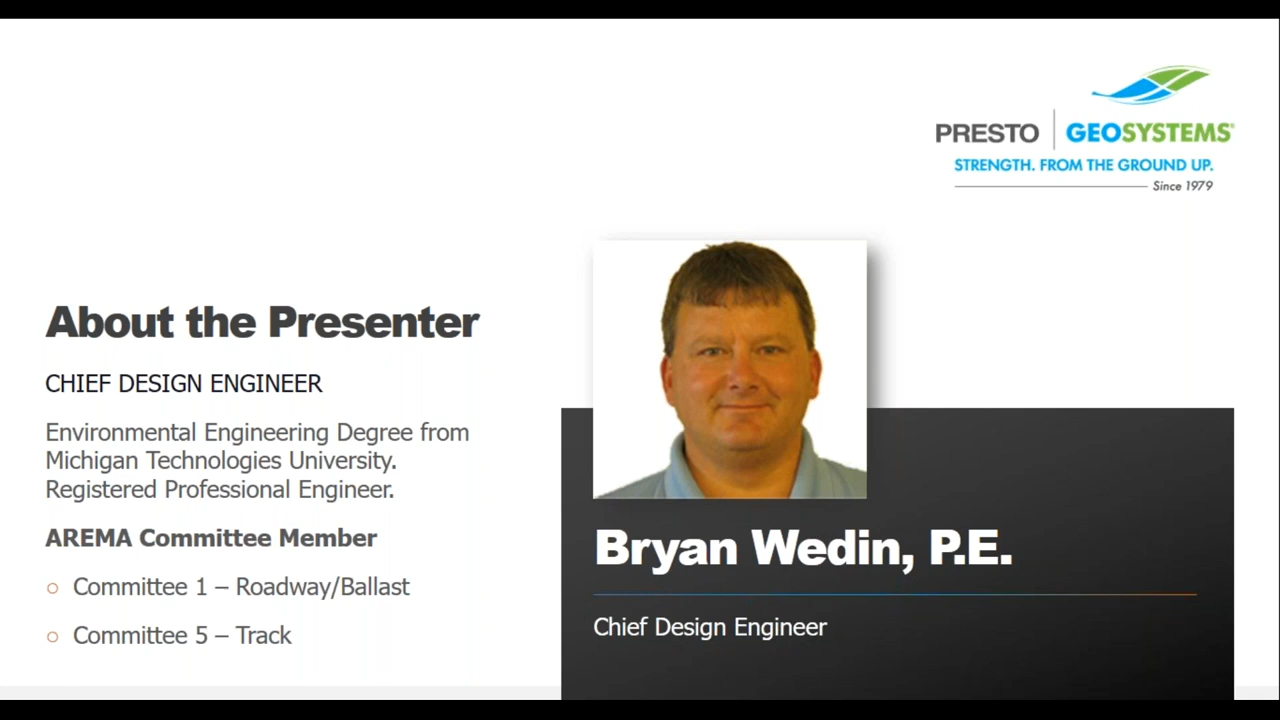 PRESTO GEOSYSTEMS®
STRENGTH. FROM THE GROUND UP.
Since 1979
About the Presenter
CHIEF DESIGN ENGINEER
Environmental Engineering Degree from
Michigan Technologies University.
Registered Professional Engineer.
AREMA Committee Member
○ Committee 1 – Roadway/Ballast
○ Committee 5 – Track
Bryan Wedin, P.E.
Chief Design Engineer